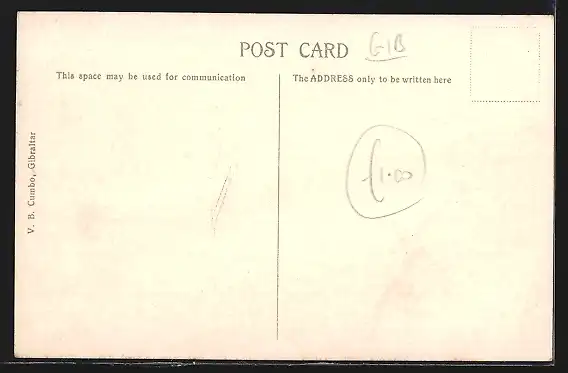 POST CARD GIB
This space may be used for communication
The ADDRESS only to be written here
V. B. Cumbo, Gibraltar
£1.00